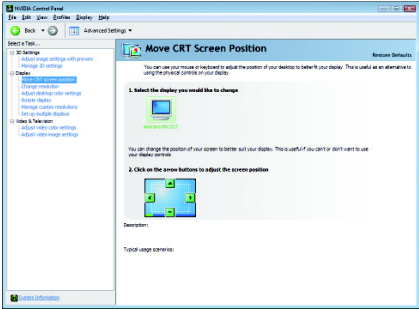 NVIDIA Control Panel
File Edit View Profiles Display Help
Back Advanced Settings
Select a Task...
3D Settings
Adjust image settings with preview
Manage 3D settings
Display
Move CRT screen position
Change resolution
Adjust desktop color settings
Rotate display
Manage custom resolutions
Set up multiple displays
Video & Television
Adjust video color settings
Adjust video image settings
System Information
Move CRT Screen Position
Restore Defaults
You can use your mouse or keyboard to adjust the position of your desktop to better fit your display. This is useful as an alternative to
using the physical controls on your display.
1. Select the display you would like to change
You can change the position of your screen to better suit your display. This is useful if you can't or don't want to use
your display controls
2. Click on the arrow buttons to adjust the screen position
Description:
Typical usage scenarios: